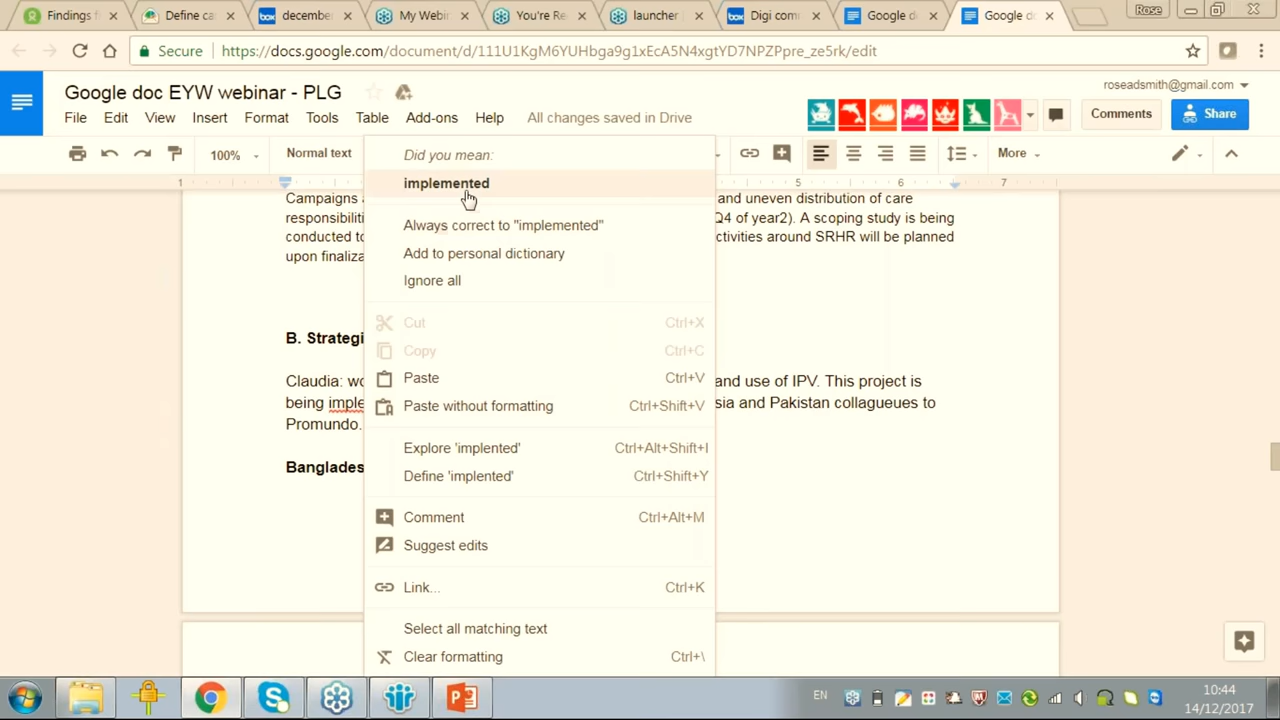 Findings f
Define ca
december
My Webin
You're Re
launcher
Digi com
Google d
Google d
Rose
Secure
https://docs.google.com/document/d/111U1KgM6YUHbga9g1xEcA5N4xgtYD7NPZPpre_ze5rk/edit
Google doc EYW webinar - PLG
roseadsmith@gmail.com
File Edit View Insert Format Tools Table Add-ons Help All changes saved in Drive
Comments
Share
100% Normal text
More
1 5 6 7
Did you mean:
implemented
Always correct to "implemented"
Add to personal dictionary
Ignore all
Cut Ctrl+X
Copy Ctrl+C
Paste Ctrl+V
Paste without formatting Ctrl+Shift+V
Explore 'implented' Ctrl+Alt+Shift+I
Define 'implented' Ctrl+Shift+Y
Comment Ctrl+Alt+M
Suggest edits
Link... Ctrl+K
Select all matching text
Clear formatting Ctrl+\
Campaigns a and uneven distribution of care
responsibiliti Q4 of year2). A scoping study is being
conducted to ctivities around SRHR will be planned
upon finaliza
B. Strategi
Claudia: wo and use of IPV. This project is
being imple sia and Pakistan collagueues to
Promundo.
Banglades
EN
10:44
14/12/2017